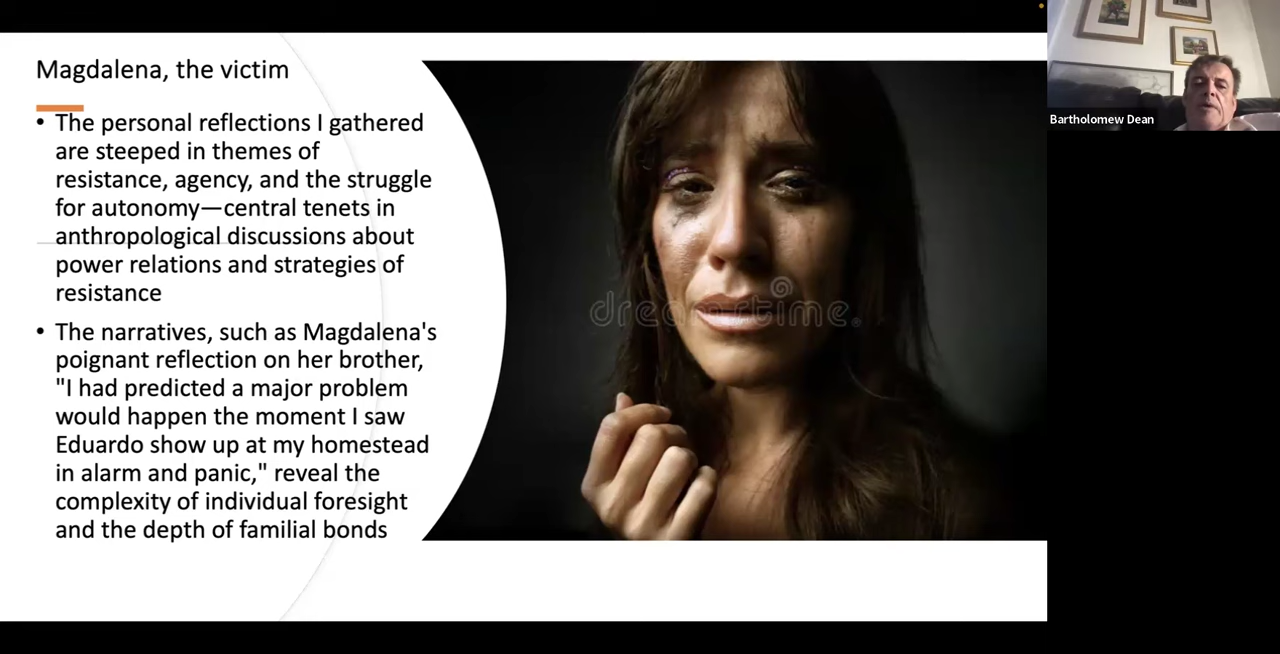 Magdalena, the victim
• The personal reflections I gathered
are steeped in themes of
resistance, agency, and the struggle
for autonomy—central tenets in
anthropological discussions about
power relations and strategies of
resistance
• The narratives, such as Magdalena's
poignant reflection on her brother,
"I had predicted a major problem
would happen the moment I saw
Eduardo show up at my homestead
in alarm and panic," reveal the
complexity of individual foresight
and the depth of familial bonds
dreamstime.
Bartholomew Dean